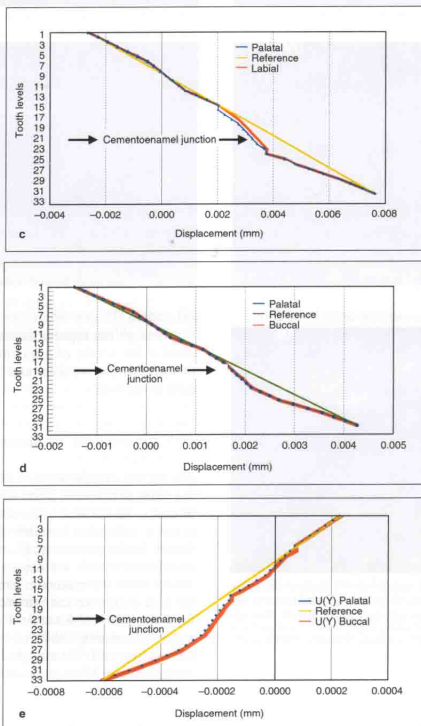 1
3
5
7
9
11
13
15
17
19
21
23
25
27
29
31
33
Tooth levels
Palatal
Reference
Labial
Cementoenamel junction
−0.004 −0.002 0.000 0.002 0.004 0.006 0.008
Displacement (mm)
c
1
3
5
7
9
11
13
15
17
19
21
23
25
27
29
31
33
Tooth levels
Palatal
Reference
Buccal
Cementoenamel
junction
−0.002 −0.001 0.000 0.001 0.002 0.003 0.004 0.005
Displacement (mm)
d
1
3
5
7
9
11
13
15
17
19
21
23
25
27
29
31
33
Tooth levels
U(Y) Palatal
Reference
U(Y) Buccal
Cementoenamel
junction
−0.0008 −0.0006 −0.0004 −0.0002 0.0000 0.0002 0.0004
Displacement (mm)
e